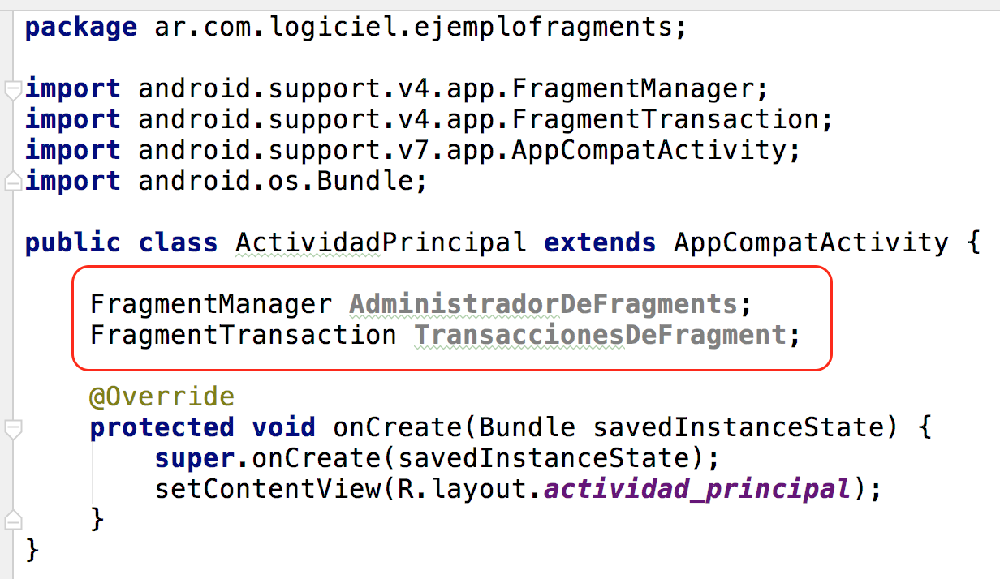 package ar.com.logiciel.ejemplofragments;
import android.support.v4.app.FragmentManager;
import android.support.v4.app.FragmentTransaction;
import android.support.v7.app.AppCompatActivity;
import android.os.Bundle;
public class ActividadPrincipal extends AppCompatActivity {
FragmentManager AdministradorDeFragments;
FragmentTransaction TransaccionesDeFragment;
@Override
protected void onCreate(Bundle savedInstanceState) {
super.onCreate(savedInstanceState);
setContentView(R.layout.actividad_principal);
}
}